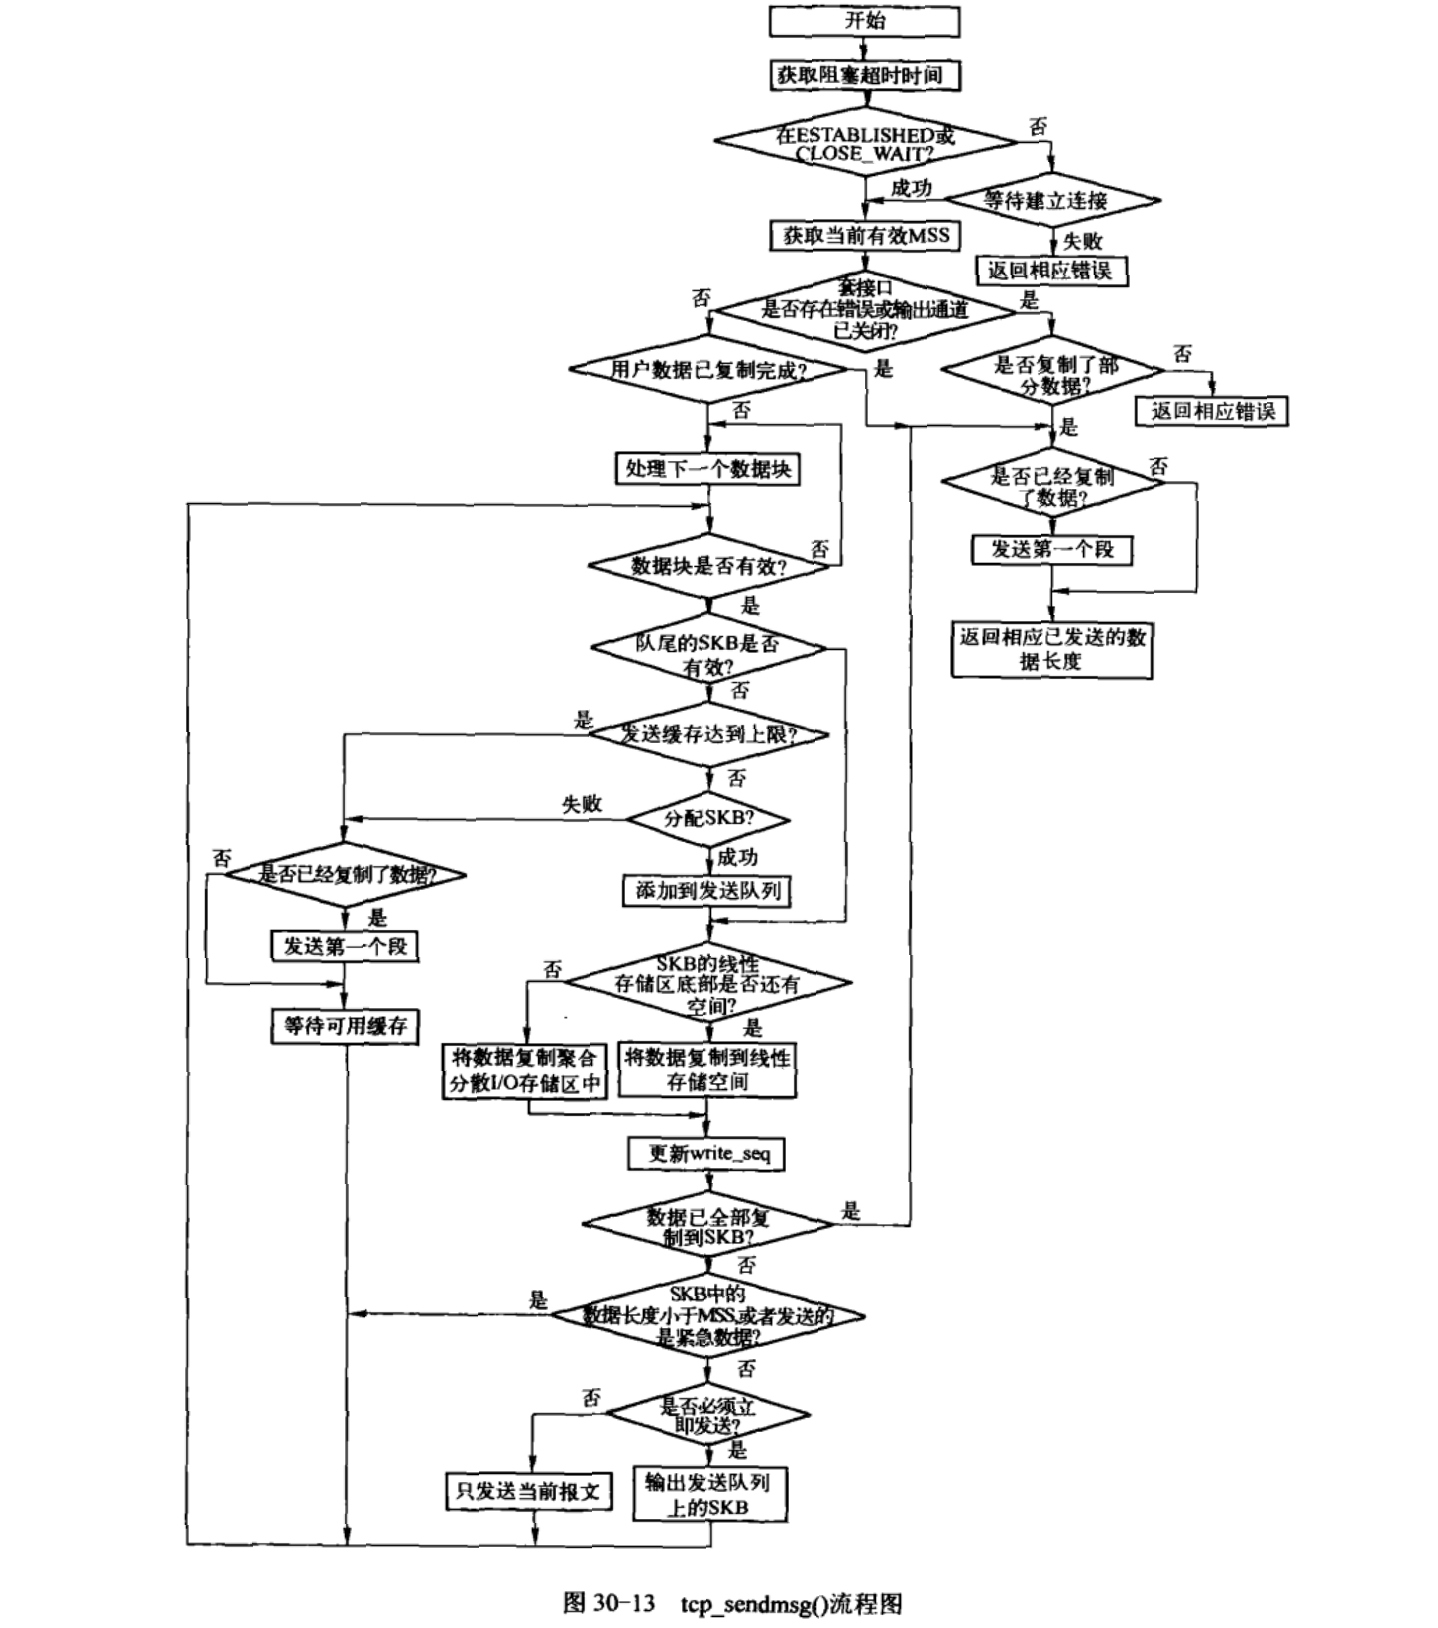 开始
获取阻塞超时时间
在ESTABLISHED或
CLOSE_WAIT?
否
成功
等待建立连接
获取当前有效MSS
失败
返回相应错误
套接口
是否存在错误或输出通道
已关闭?
否
是
用户数据已复制完成?
是
是否复制了部
分数据?
否
返回相应错误
否
是
处理下一个数据块
是否已经复制
了数据?
否
发送第一个段
数据块是否有效?
否
是
返回相应已发送的数
据长度
队尾的SKB是否
有效?
否
是
发送缓存达到上限?
否
失败
分配SKB?
成功
否
是否已经复制了数据?
添加到发送队列
是
发送第一个段
SKB的线性
存储区底部是否还有
空间?
否
是
等待可用缓存
将数据复制聚合
分散I/O存储区中
将数据复制到线性
存储空间
更新write_seq
数据已全部复
制到SKB?
是
否
SKB中的
数据长度小于MSS,或者发送的
是紧急数据?
是
否
是否必须立
即发送?
否
是
只发送当前报文
输出发送队列
上的SKB
图 30-13 tcp_sendmsg()流程图